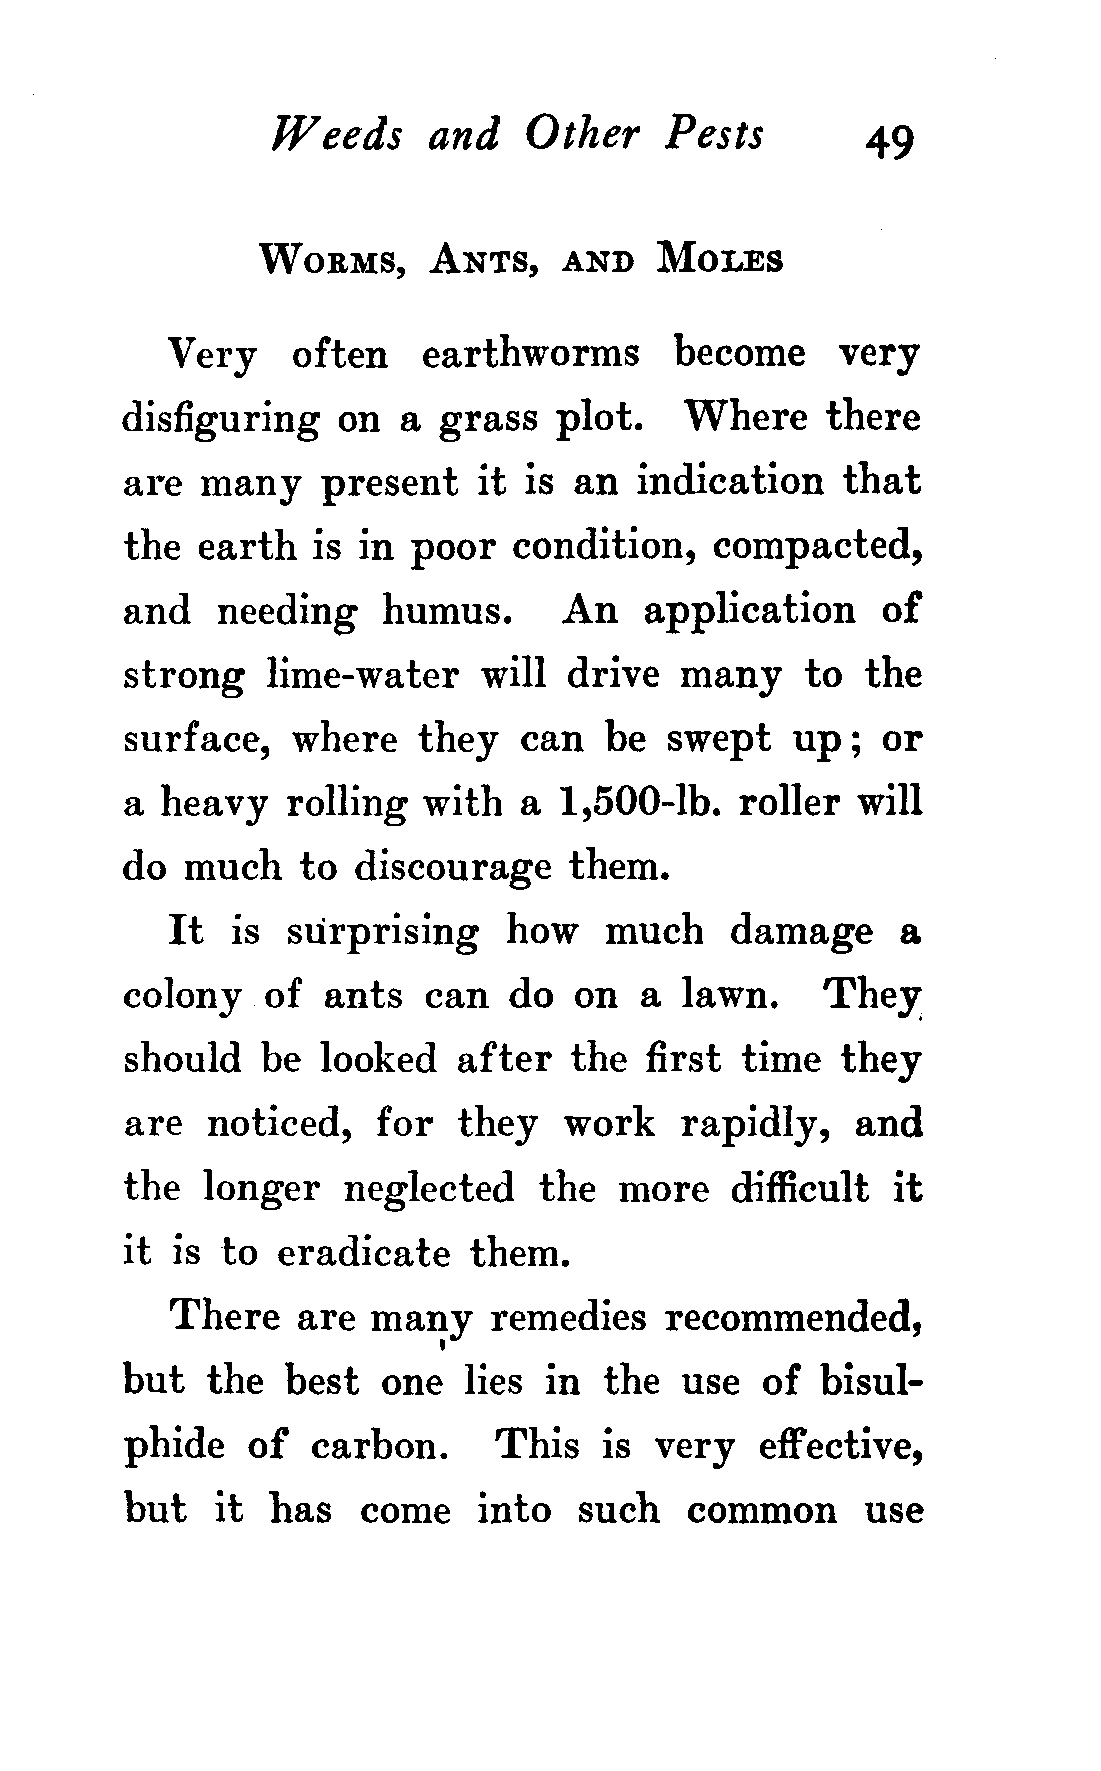 Weeds and Other Pests 49
Worms, Ants, and Moles
Very often earthworms become very
disfiguring on a grass plot. Where there
are many present it is an indication that
the earth is in poor condition, compacted,
and needing humus. An application of
strong lime-water will drive many to the
surface, where they can be swept up; or
a heavy rolling with a 1,500-lb. roller will
do much to discourage them.
It is surprising how much damage a
colony of ants can do on a lawn. They
should be looked after the first time they
are noticed, for they work rapidly, and
the longer neglected the more difficult it
it is to eradicate them.
There are many remedies recommended,
but the best one lies in the use of bisul-
phide of carbon. This is very effective,
but it has come into such common use